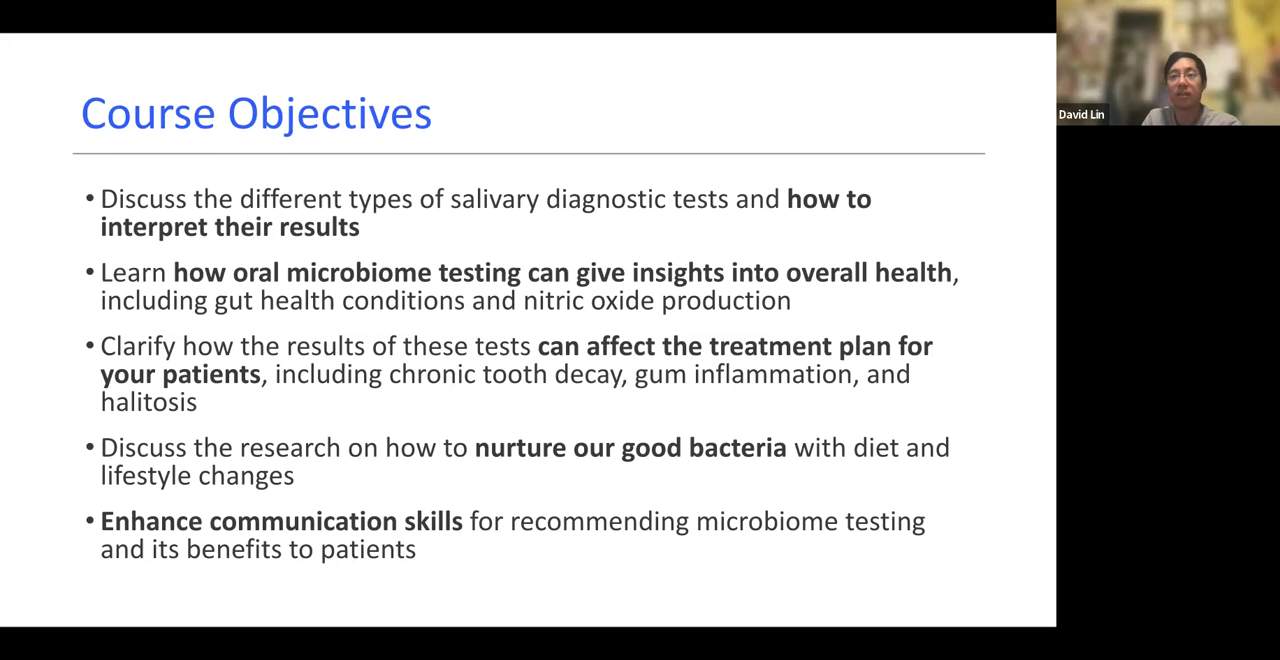 Course Objectives
• Discuss the different types of salivary diagnostic tests and how to
interpret their results
• Learn how oral microbiome testing can give insights into overall health,
including gut health conditions and nitric oxide production
• Clarify how the results of these tests can affect the treatment plan for
your patients, including chronic tooth decay, gum inflammation, and
halitosis
• Discuss the research on how to nurture our good bacteria with diet and
lifestyle changes
• Enhance communication skills for recommending microbiome testing
and its benefits to patients
David Lin